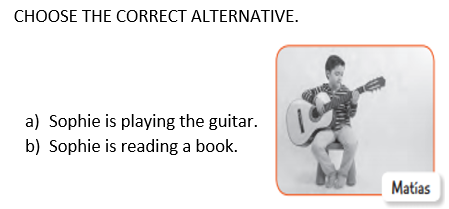 CHOOSE THE CORRECT ALTERNATIVE.
a) Sophie is playing the guitar.
b) Sophie is reading a book.
Matías